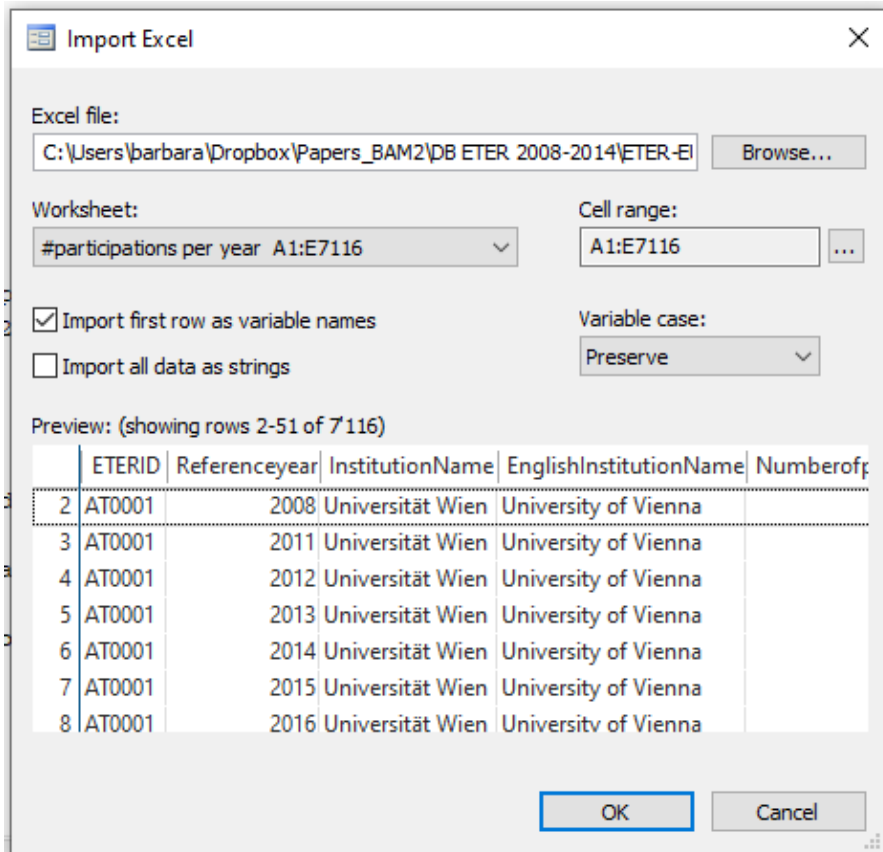 Import Excel
Excel file:
C:\Users\barbara\Dropbox\Papers_BAM2\DB ETER 2008-2014\ETER-EU
Browse...
Worksheet: Cell range:
#participations per year A1:E7116 A1:E7116 ...
Import first row as variable names Variable case:
Import all data as strings Preserve
Preview: (showing rows 2-51 of 7'116)
ETERID Referenceyear InstitutionName EnglishInstitutionName Numberofp
2 AT0001 2008 Universität Wien University of Vienna
3 AT0001 2011 Universität Wien University of Vienna
4 AT0001 2012 Universität Wien University of Vienna
5 AT0001 2013 Universität Wien University of Vienna
6 AT0001 2014 Universität Wien University of Vienna
7 AT0001 2015 Universität Wien University of Vienna
8 AT0001 2016 Universität Wien University of Vienna
OK Cancel